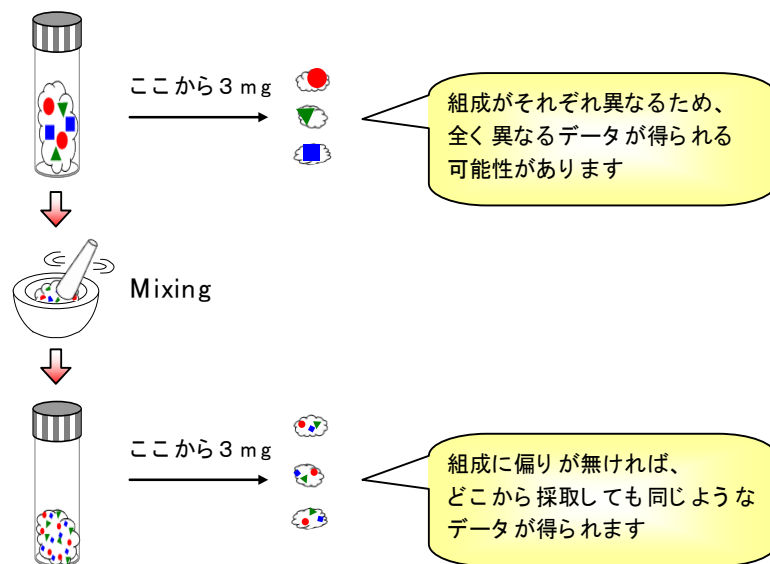 ここから3 mg
組成がそれぞれ異なるため、
全く異なるデータが得られる
可能性があります
Mixing
ここから3 mg
組成に偏りが無ければ、
どこから採取しても同じような
データが得られます